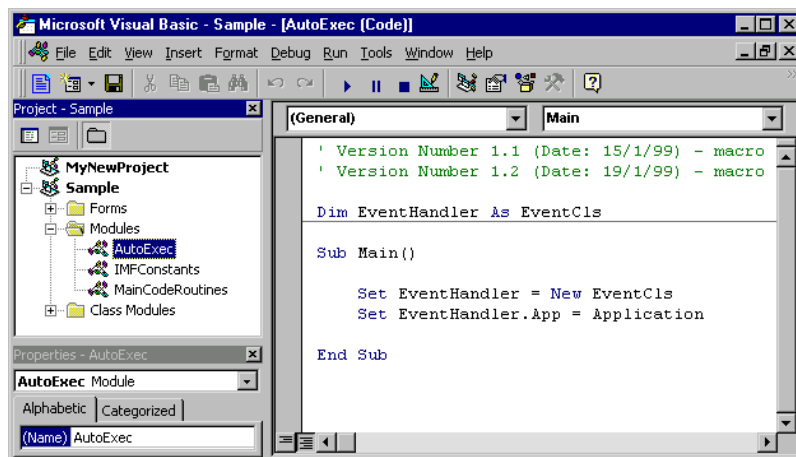 Microsoft Visual Basic - Sample - [AutoExec (Code)]
File Edit View Insert Format Debug Run Tools Window Help
Project - Sample
MyNewProject
Sample
Forms
Modules
AutoExec
IMFConstants
MainCodeRoutines
Class Modules
Properties - AutoExec
AutoExec Module
Alphabetic Categorized
(Name) AutoExec
(General) Main
' Version Number 1.1 (Date: 15/1/99) - macro
' Version Number 1.2 (Date: 19/1/99) - macro
Dim EventHandler As EventCls
Sub Main()
Set EventHandler = New EventCls
Set EventHandler.App = Application
End Sub